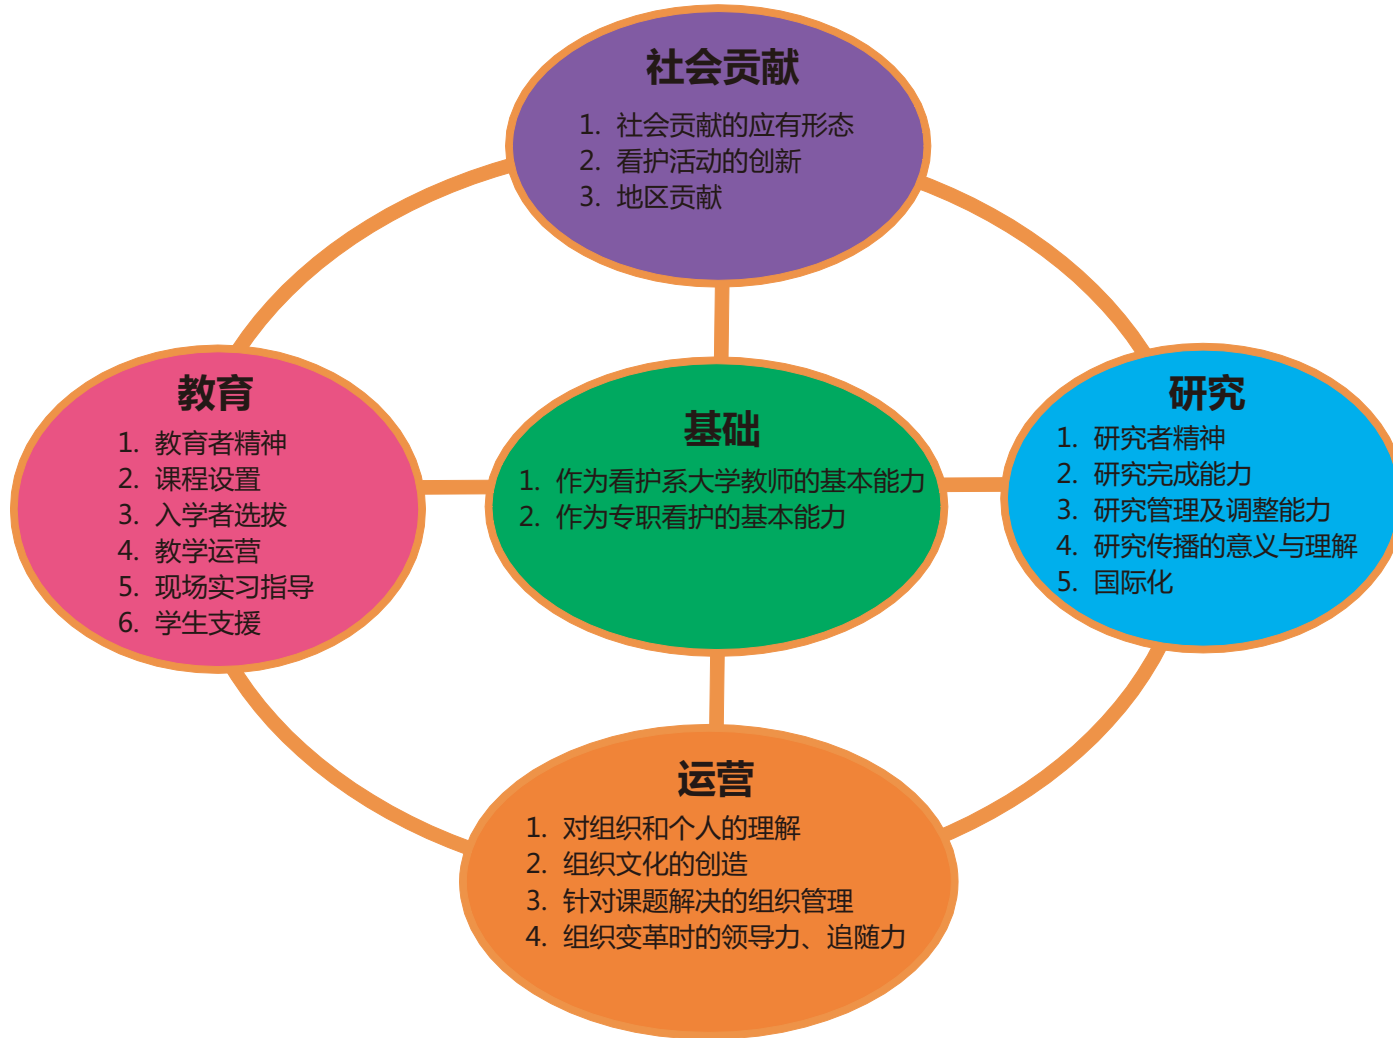 社会贡献
1. 社会贡献的应有形态
2. 看护活动的创新
3. 地区贡献
教育
1. 教育者精神
2. 课程设置
3. 入学者选拔
4. 教学运营
5. 现场实习指导
6. 学生支援
基础
1. 作为看护系大学教师的基本能力
2. 作为专职看护的基本能力
研究
1. 研究者精神
2. 研究完成能力
3. 研究管理及调整能力
4. 研究传播的意义与理解
5. 国际化
运营
1. 对组织和个人的理解
2. 组织文化的创造
3. 针对课题解决的组织管理
4. 组织变革时的领导力、追随力